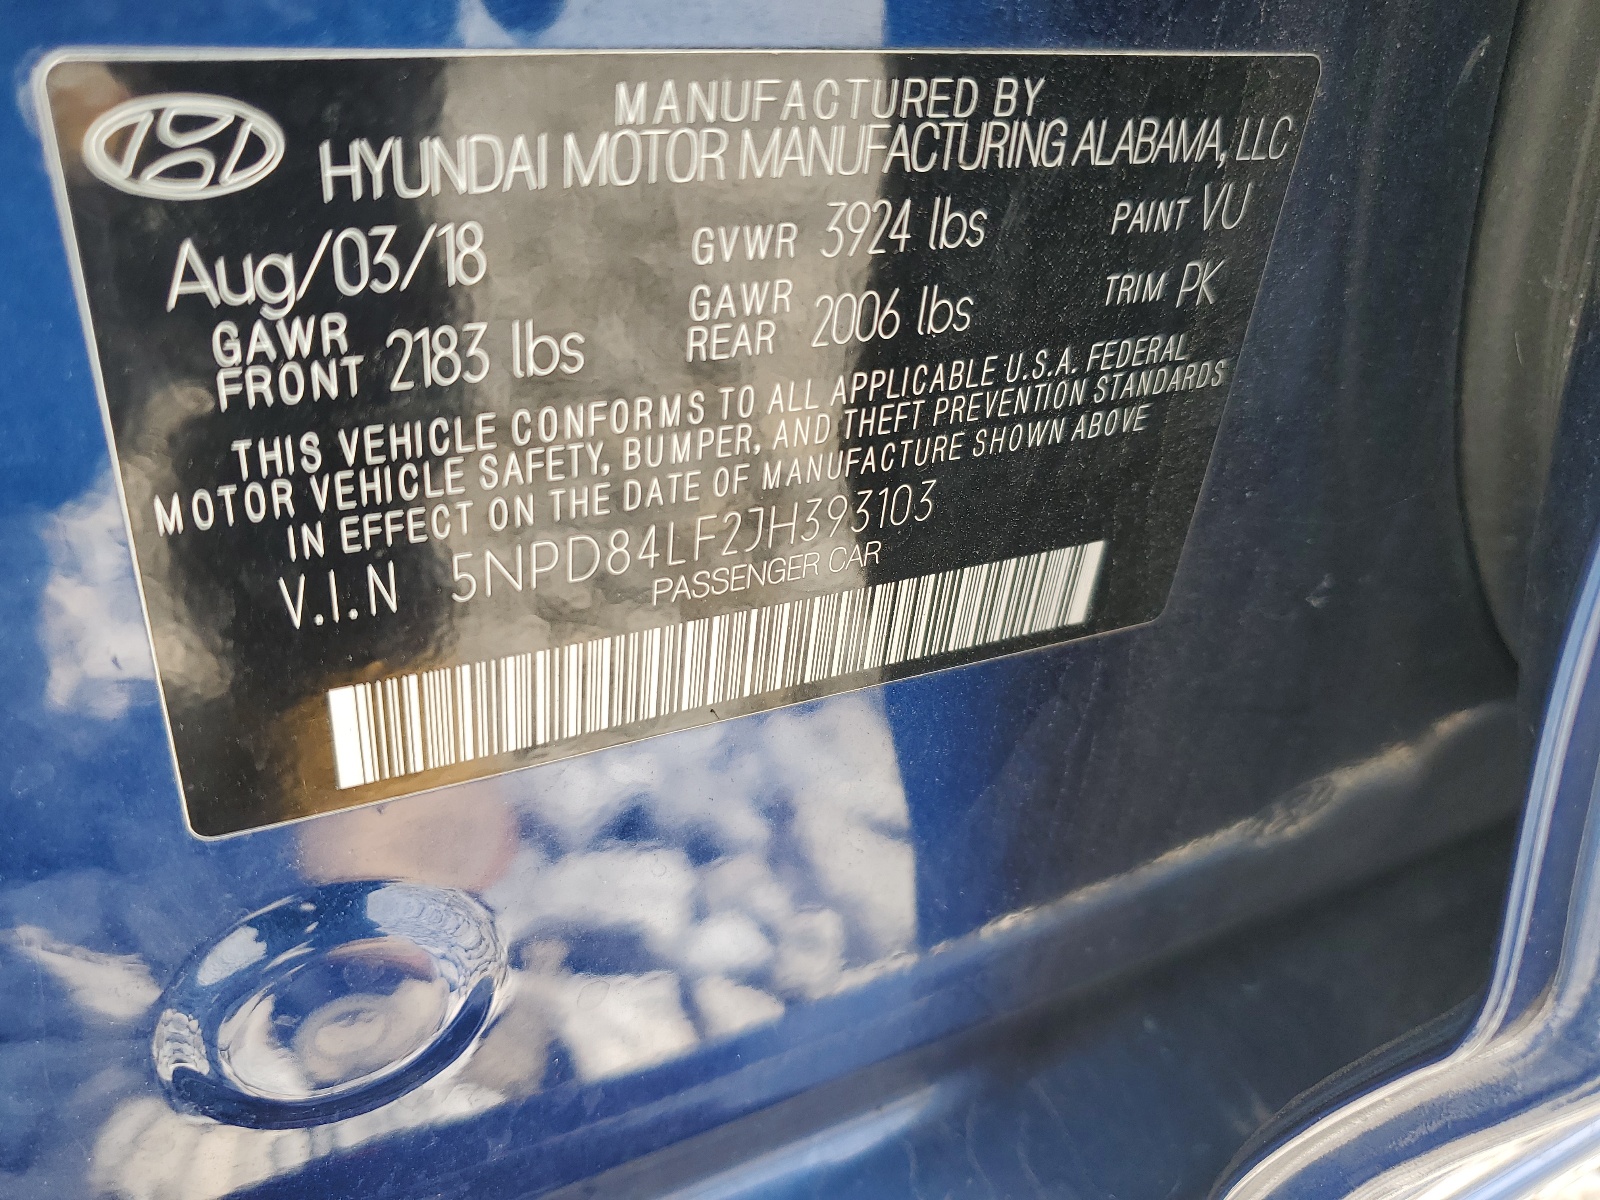 MANUFACTURED BY
HYUNDAI MOTOR MANUFACTURING ALABAMA, LLC
Aug/03/18 GVWR 3924 lbs PAINT VU
GAWR FRONT 2183 lbs GAWR REAR 2006 lbs TRIM PK
THIS VEHICLE CONFORMS TO ALL APPLICABLE U.S.A. FEDERAL
MOTOR VEHICLE SAFETY, BUMPER, AND THEFT PREVENTION STANDARDS
IN EFFECT ON THE DATE OF MANUFACTURE SHOWN ABOVE
V.I.N 5NPD84LF2JH393103
PASSENGER CAR